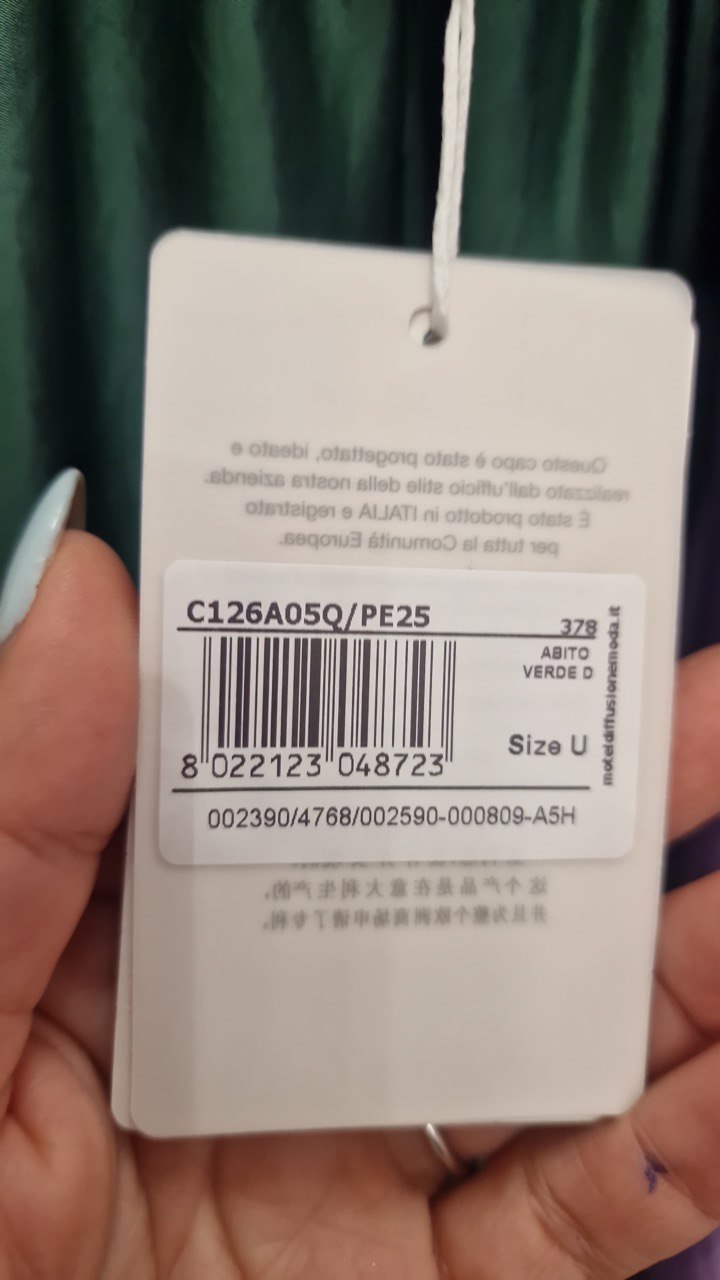 Questo capo è stato progettato, ideato e
realizzato dall'ufficio stile della nostra azienda.
È stato prodotto in ITALIA e registrato
per tutta la Comunità Europea.
C126A05Q/PE25
378
ABITO
VERDE D
Size U
moteldiffusionemoda.it
8 022123 048723
002390/4768/002590-000809-A5H
这个产品是在意大利生产的,
并且为整个欧洲商场申请了专利.